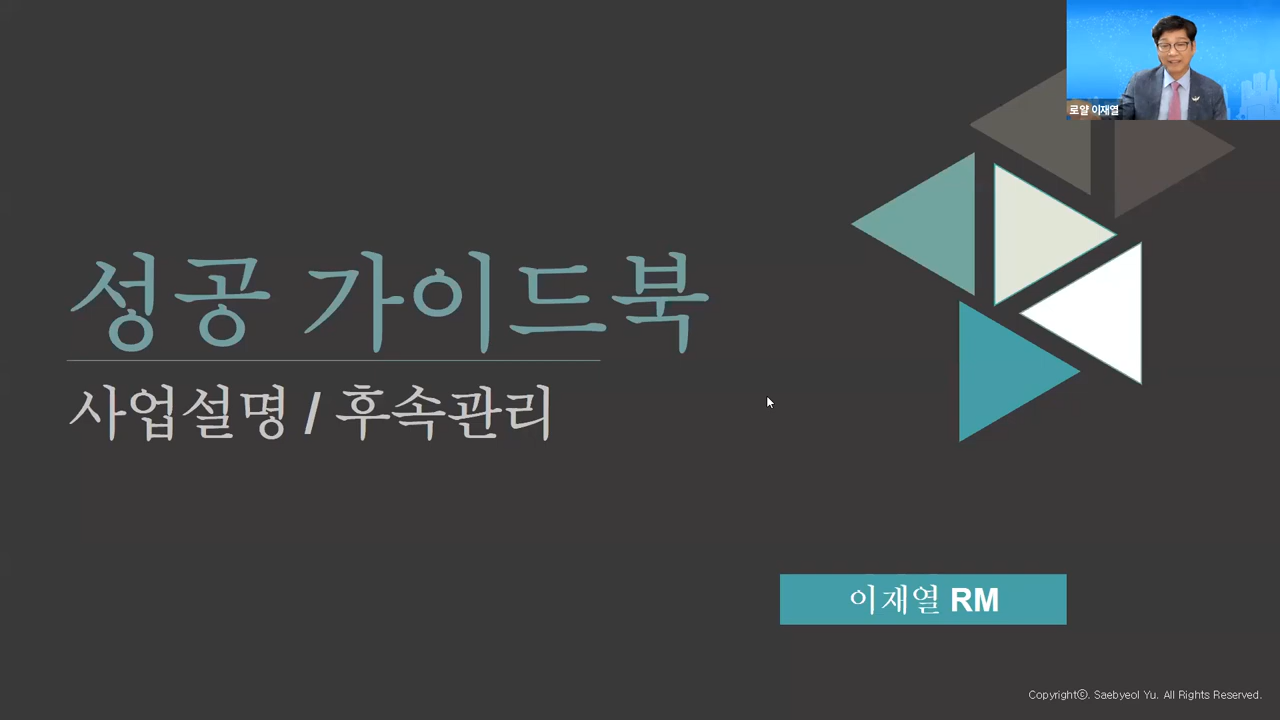 로얄 이재열
성공 가이드북
사업설명 / 후속관리
이재열 RM
Copyrightⓒ. Saebyeol Yu. All Rights Reserved.